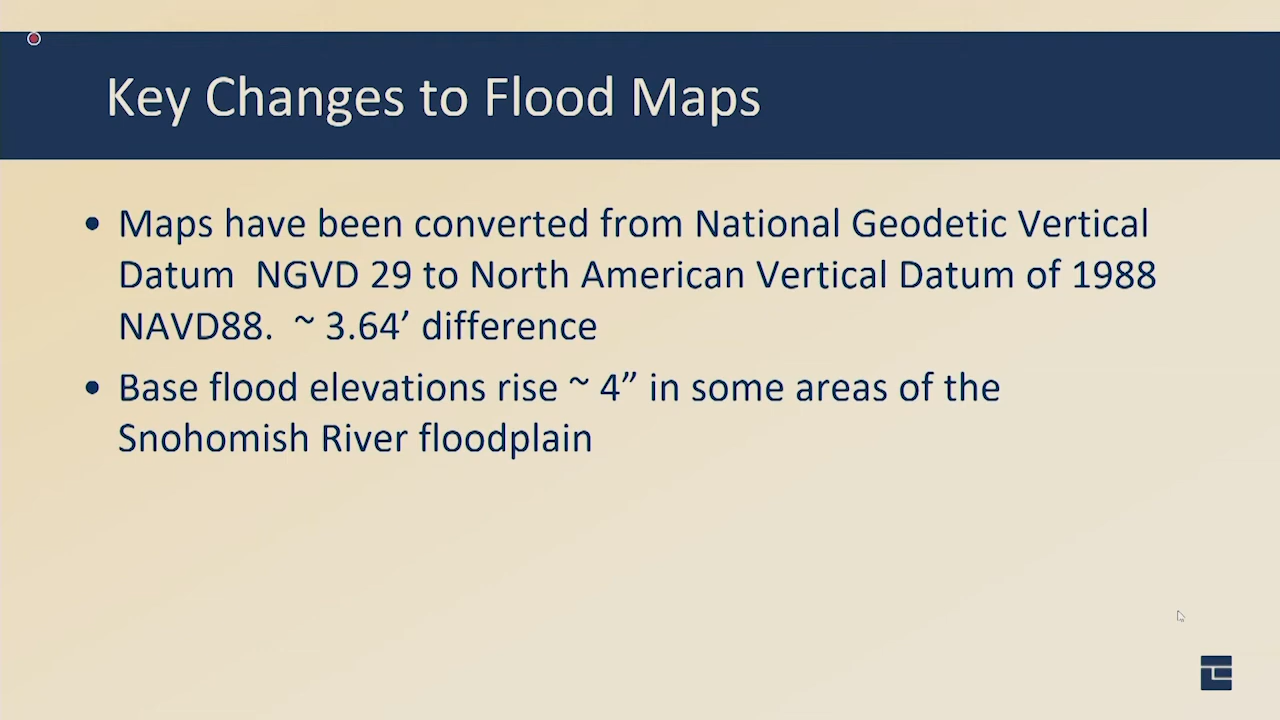 Key Changes to Flood Maps
• Maps have been converted from National Geodetic Vertical
Datum  NGVD 29 to North American Vertical Datum of 1988
NAVD88.  ~ 3.64’ difference
• Base flood elevations rise ~ 4” in some areas of the
Snohomish River floodplain